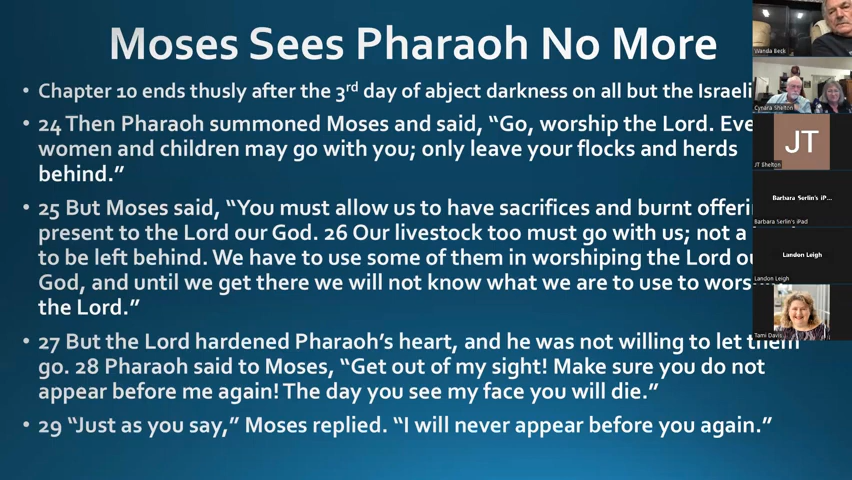 Moses Sees Pharaoh No More
• Chapter 10 ends thusly after the 3rd day of abject darkness on all but the Israeli
• 24 Then Pharaoh summoned Moses and said, “Go, worship the Lord. Eve
women and children may go with you; only leave your flocks and herds
behind.”
• 25 But Moses said, “You must allow us to have sacrifices and burnt offeri
present to the Lord our God. 26 Our livestock too must go with us; not a
to be left behind. We have to use some of them in worshiping the Lord ou
God, and until we get there we will not know what we are to use to wors
the Lord.”
• 27 But the Lord hardened Pharaoh’s heart, and he was not willing to let them
go. 28 Pharaoh said to Moses, “Get out of my sight! Make sure you do not
appear before me again! The day you see my face you will die.”
• 29 “Just as you say,” Moses replied. “I will never appear before you again.”
Wanda Beck
Cynara Shelton
JT
JT Shelton
Barbara Serlin's iP...
Barbara Serlin's iPad
Landon Leigh
Landon Leigh
Tami Davis